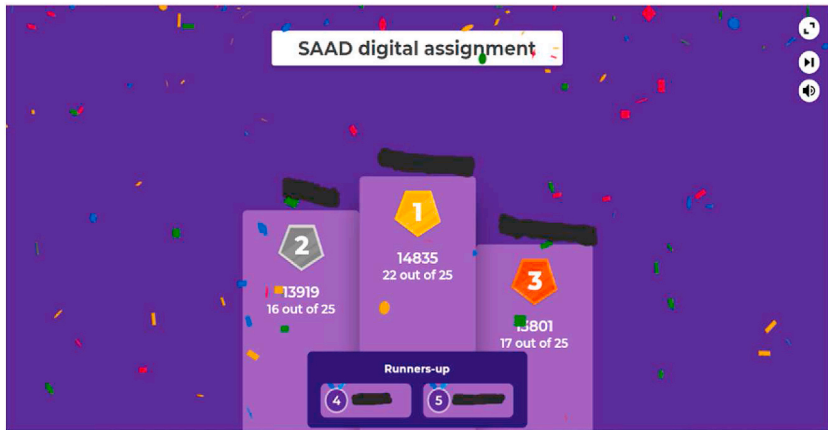 SAAD digital assignment
1
14835
22 out of 25
2
13919
16 out of 25
3
17 out of 25
Runners-up
4
5